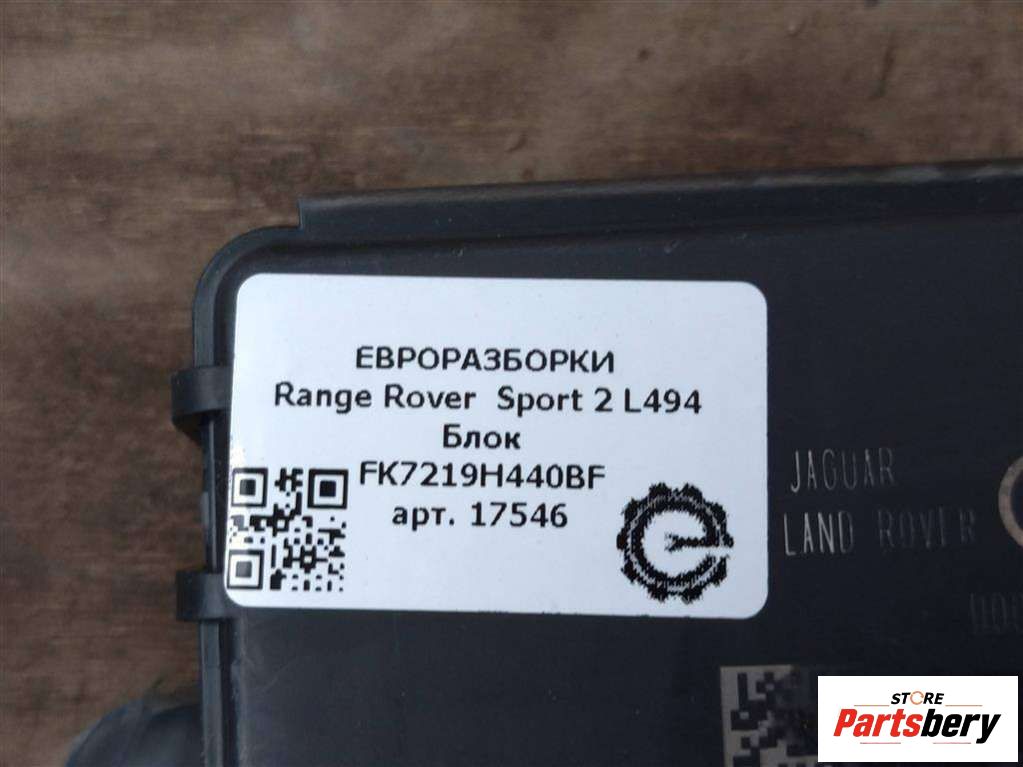 ЕВРОРАЗБОРКИ
Range Rover Sport 2 L494
Блок
FK7219H440BF
арт. 17546
JAGUAR
LAND ROVER
STORE
Partsbery